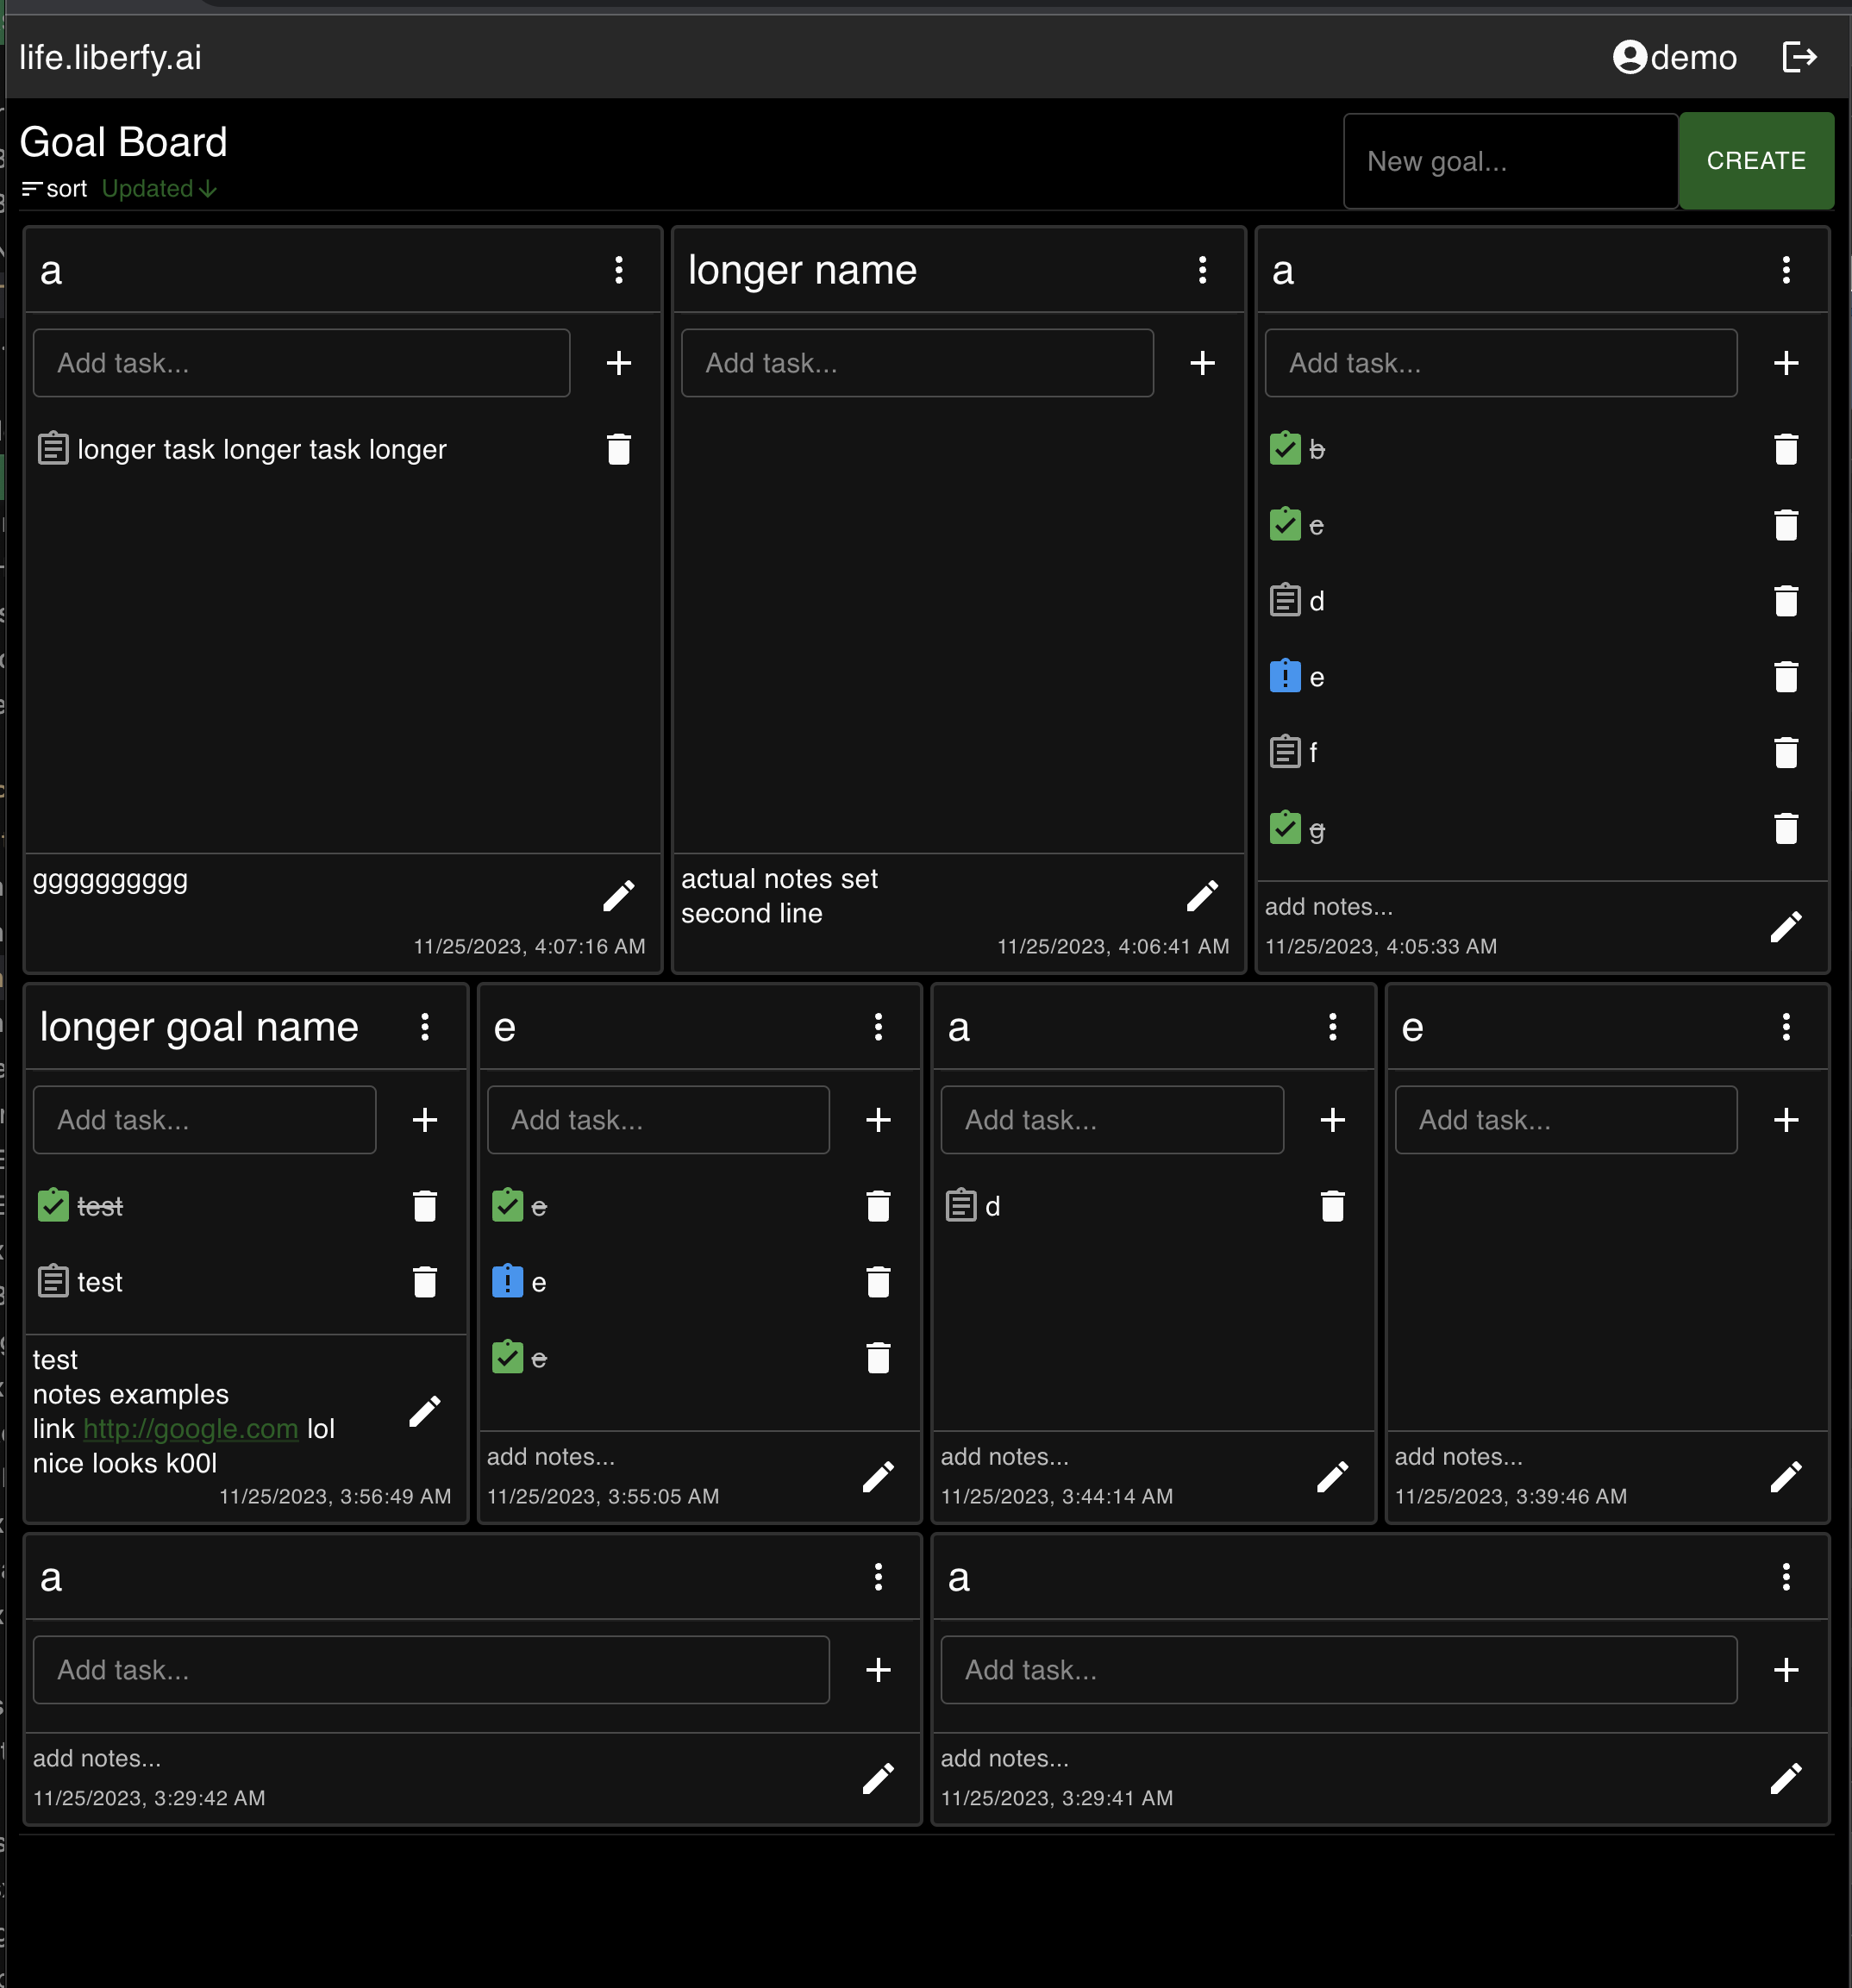 life.liberfy.ai
demo
Goal Board
sort Updated
New goal...
CREATE
a
Add task...
longer task longer task longer
gggggggggg
11/25/2023, 4:07:16 AM
longer name
Add task...
actual notes set
second line
11/25/2023, 4:06:41 AM
a
Add task...
b
e
d
e
f
g
add notes...
11/25/2023, 4:05:33 AM
longer goal name
Add task...
test
test
test
notes examples
link http://google.com lol
nice looks k00l
11/25/2023, 3:56:49 AM
e
Add task...
e
e
e
add notes...
11/25/2023, 3:55:05 AM
a
Add task...
d
add notes...
11/25/2023, 3:44:14 AM
e
Add task...
add notes...
11/25/2023, 3:39:46 AM
a
Add task...
add notes...
11/25/2023, 3:29:42 AM
a
Add task...
add notes...
11/25/2023, 3:29:41 AM